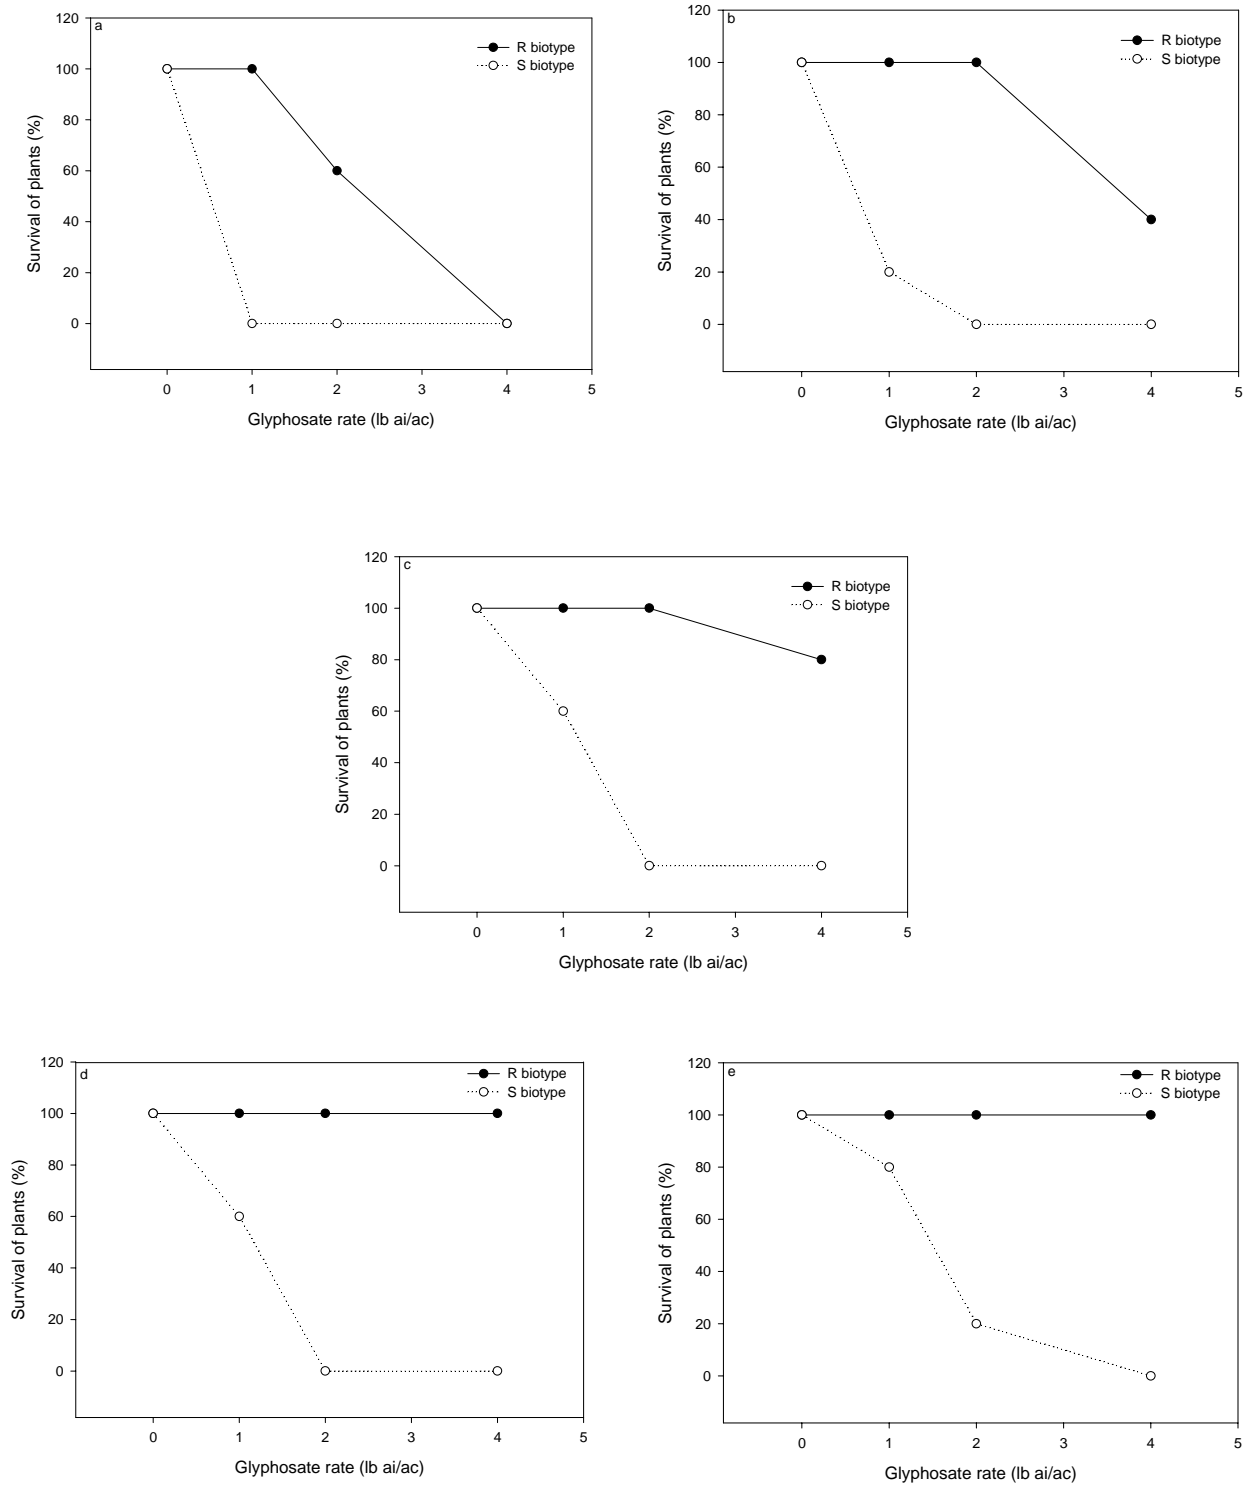 a
R biotype
S biotype
120
100
80
60
40
20
0
Survival of plants (%)
0 1 2 3 4 5
Glyphosate rate (lb ai/ac)
b
R biotype
S biotype
120
100
80
60
40
20
0
Survival of plants (%)
0 1 2 3 4 5
Glyphosate rate (lb ai/ac)
c
R biotype
S biotype
120
100
80
60
40
20
0
Survival of plants (%)
0 1 2 3 4 5
Glyphosate rate (lb ai/ac)
d
R biotype
S biotype
120
100
80
60
40
20
0
Survival of plants (%)
0 1 2 3 4 5
Glyphosate rate (lb ai/ac)
e
R biotype
S biotype
120
100
80
60
40
20
0
Survival of plants (%)
0 1 2 3 4 5
Glyphosate rate (lb ai/ac)